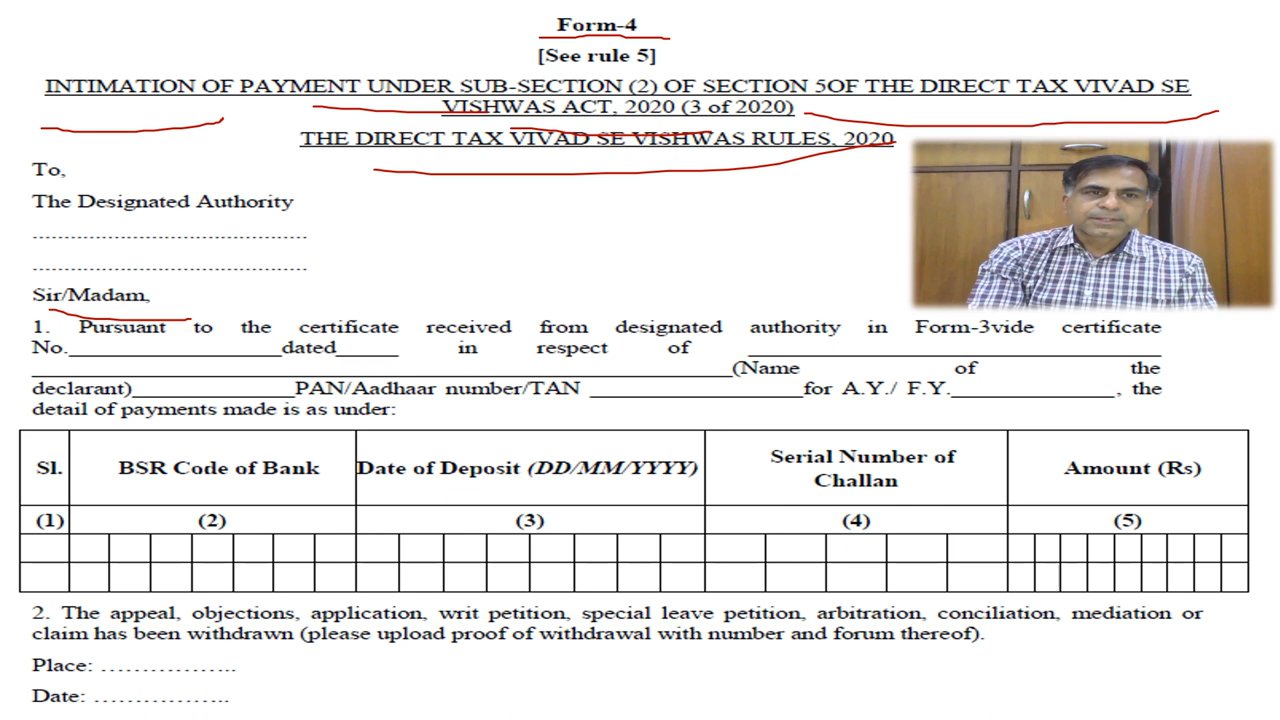 Form-4
[See rule 5]
INTIMATION OF PAYMENT UNDER SUB-SECTION (2) OF SECTION 5OF THE DIRECT TAX VIVAD SE
VISHWAS ACT, 2020 (3 of 2020)
THE DIRECT TAX VIVAD SE VISHWAS RULES, 2020
To,
The Designated Authority
............................................
............................................
Sir/Madam,
1. Pursuant to the certificate received from designated authority in Form-3vide certificate
No.______________________dated______ in respect of ________________________________
________________________________________________________________(Name of the
declarant)_______________PAN/Aadhaar number/TAN ____________________for A.Y./ F.Y.________________, the
detail of payments made is as under:
Sl. BSR Code of Bank Date of Deposit (DD/MM/YYYY) Serial Number of Challan Amount (Rs)
(1) (2) (3) (4) (5)
2. The appeal, objections, application, writ petition, special leave petition, arbitration, conciliation, mediation or
claim has been withdrawn (please upload proof of withdrawal with number and forum thereof).
Place: ……………..
Date: ……………..